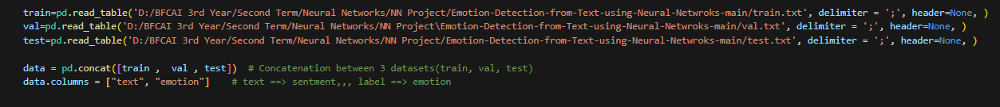 train=pd.read_table('D:/BFCAI 3rd Year/Second Term/Neural Networks/NN Project/Emotion-Detection-from-Text-using-Neural-Netwroks-main/train.txt', delimiter = ';', header=None, )
val=pd.read_table('D:/BFCAI 3rd Year/Second Term/Neural Networks/NN Project\Emotion-Detection-from-Text-using-Neural-Netwroks-main/val.txt', delimiter = ';', header=None, )
test=pd.read_table('D:/BFCAI 3rd Year/Second Term/Neural Networks/NN Project/Emotion-Detection-from-Text-using-Neural-Netwroks-main/test.txt', delimiter = ';', header=None, )
data = pd.concat([train ,  val , test])  # Concatenation between 3 datasets(train, val, test)
data.columns = ["text", "emotion"]    # text ==> sentment,,, label ==> emotion